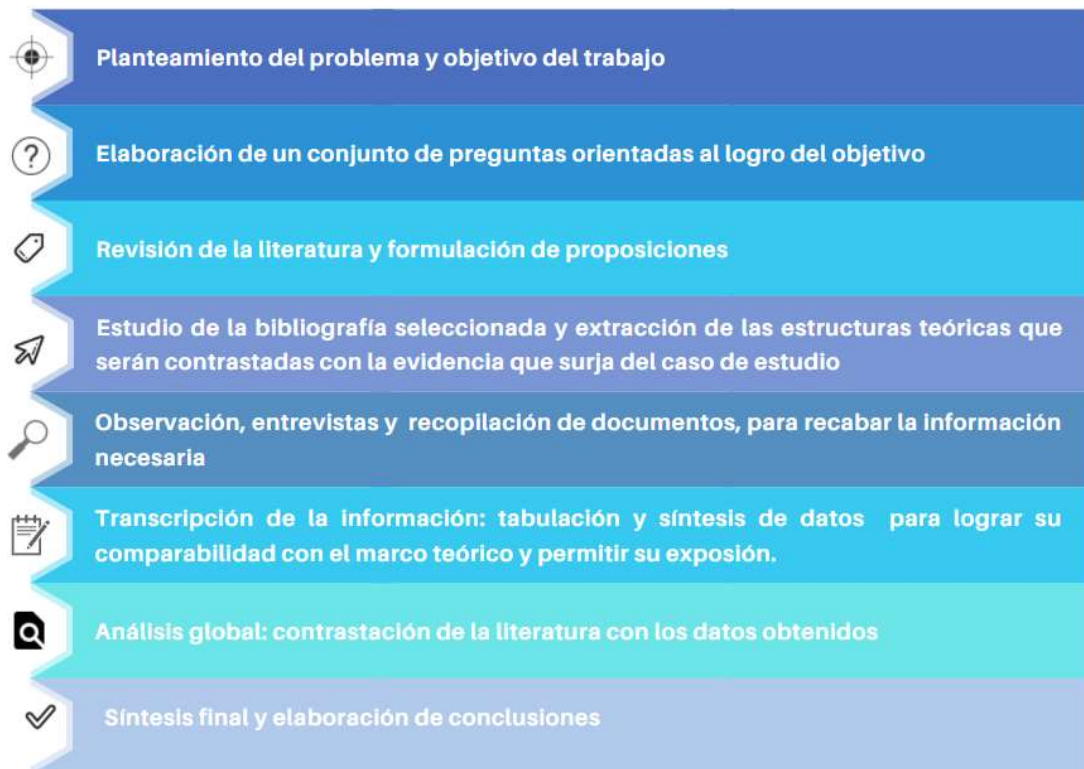 Planteamiento del problema y objetivo del trabajo
Elaboración de un conjunto de preguntas orientadas al logro del objetivo
Revisión de la literatura y formulación de proposiciones
Estudio de la bibliografía seleccionada y extracción de las estructuras teóricas que
serán contrastadas con la evidencia que surja del caso de estudio
Observación, entrevistas y recopilación de documentos, para recabar la información
necesaria
Transcripción de la información: tabulación y síntesis de datos para lograr su
comparabilidad con el marco teórico y permitir su exposión.
Análisis global: contrastación de la literatura con los datos obtenidos
Síntesis final y elaboración de conclusiones